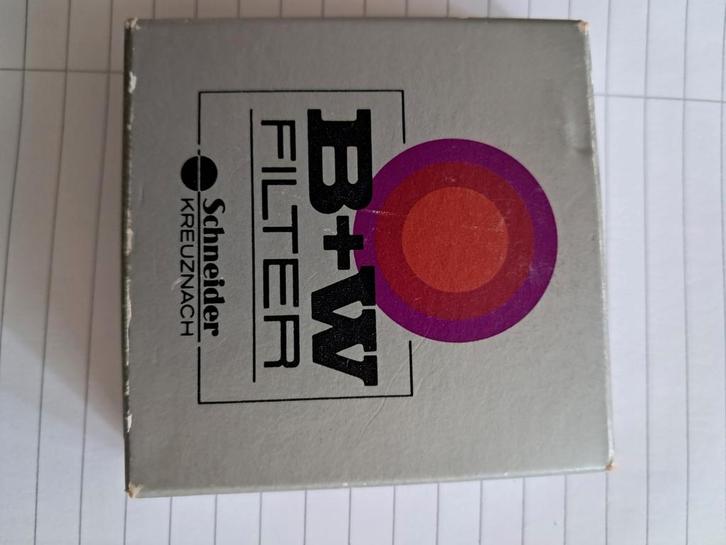 B+W
FILTER
Schneider
KREUZNACH